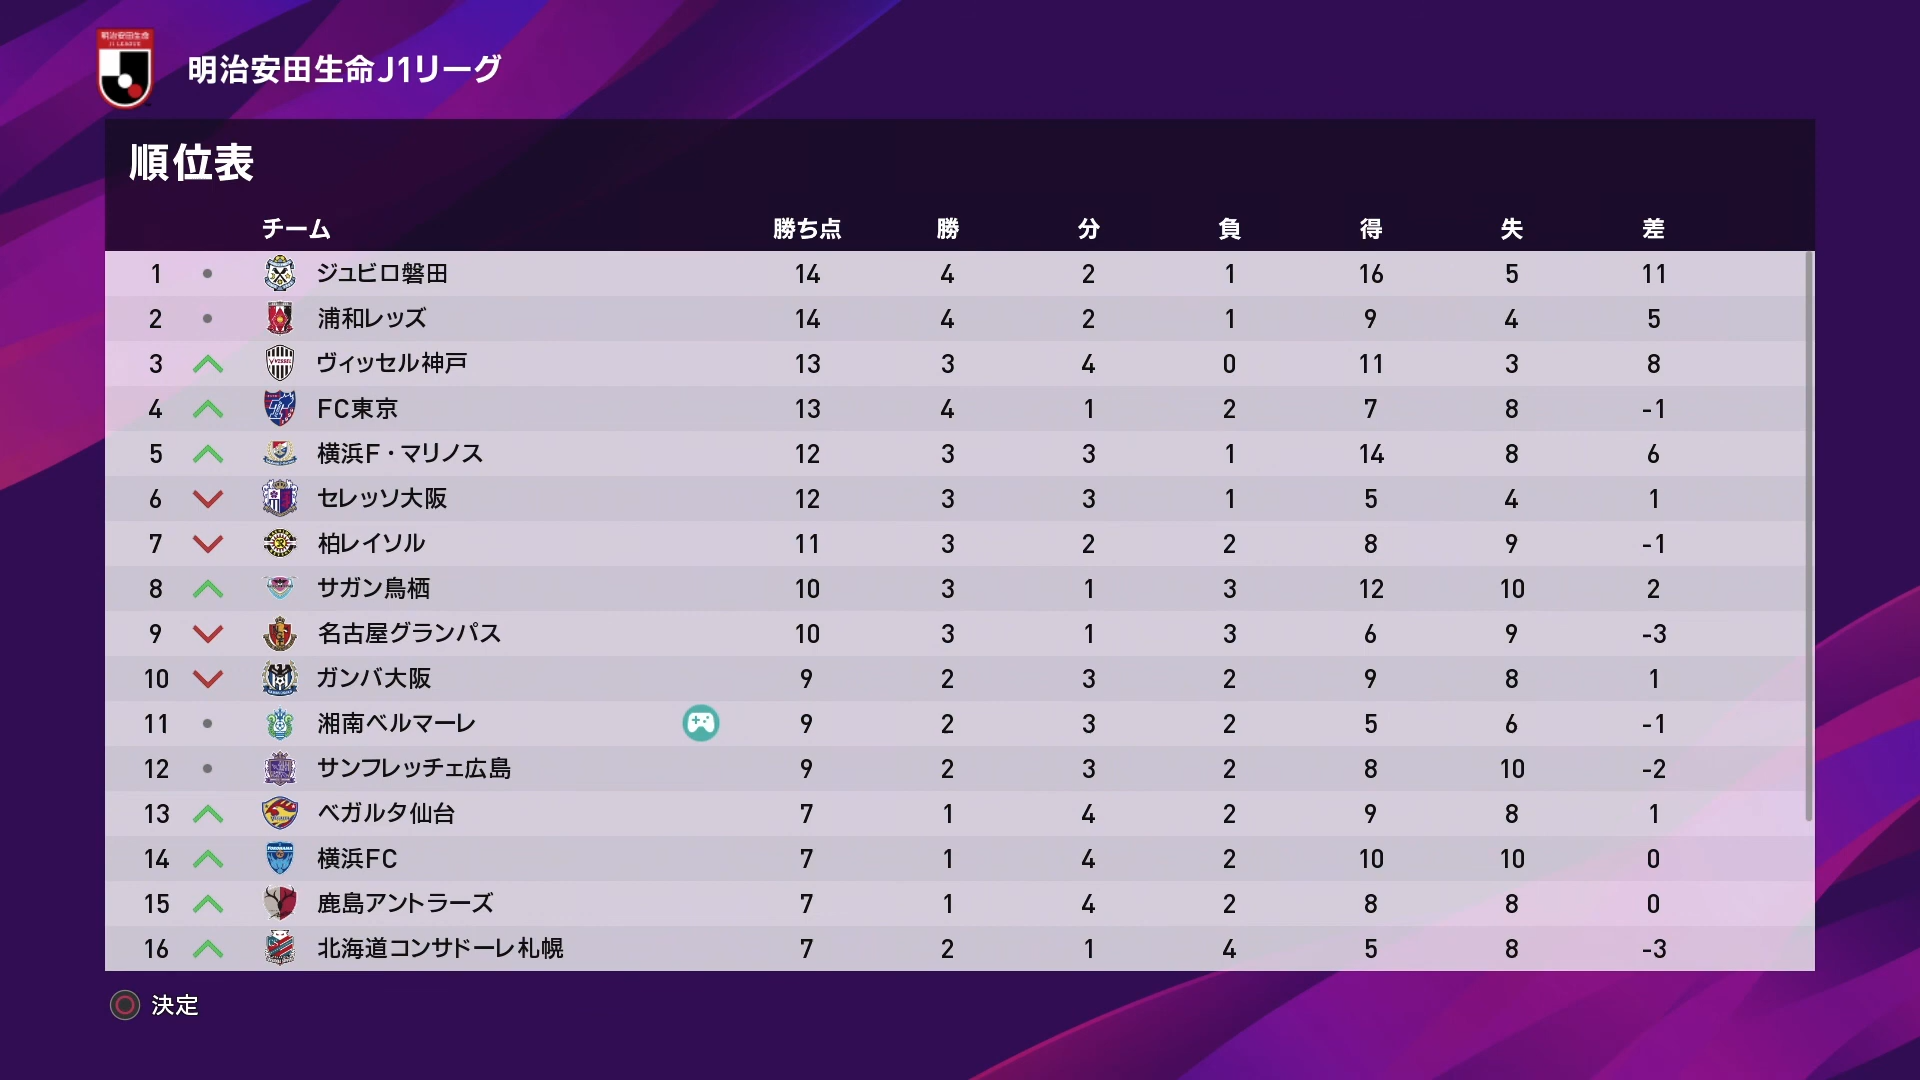 明治安田生命
J1 LEAGUE
明治安田生命J1リーグ
順位表
チーム 勝ち点 勝 分 負 得 失 差
1 ジュビロ磐田 14 4 2 1 16 5 11
2 浦和レッズ 14 4 2 1 9 4 5
3 ヴィッセル神戸 13 3 4 0 11 3 8
4 FC東京 13 4 1 2 7 8 -1
5 横浜F・マリノス 12 3 3 1 14 8 6
6 セレッソ大阪 12 3 3 1 5 4 1
7 柏レイソル 11 3 2 2 8 9 -1
8 サガン鳥栖 10 3 1 3 12 10 2
9 名古屋グランパス 10 3 1 3 6 9 -3
10 ガンバ大阪 9 2 3 2 9 8 1
11 湘南ベルマーレ 9 2 3 2 5 6 -1
12 サンフレッチェ広島 9 2 3 2 8 10 -2
13 ベガルタ仙台 7 1 4 2 9 8 1
14 横浜FC 7 1 4 2 10 10 0
15 鹿島アントラーズ 7 1 4 2 8 8 0
16 北海道コンサドーレ札幌 7 2 1 4 5 8 -3
決定